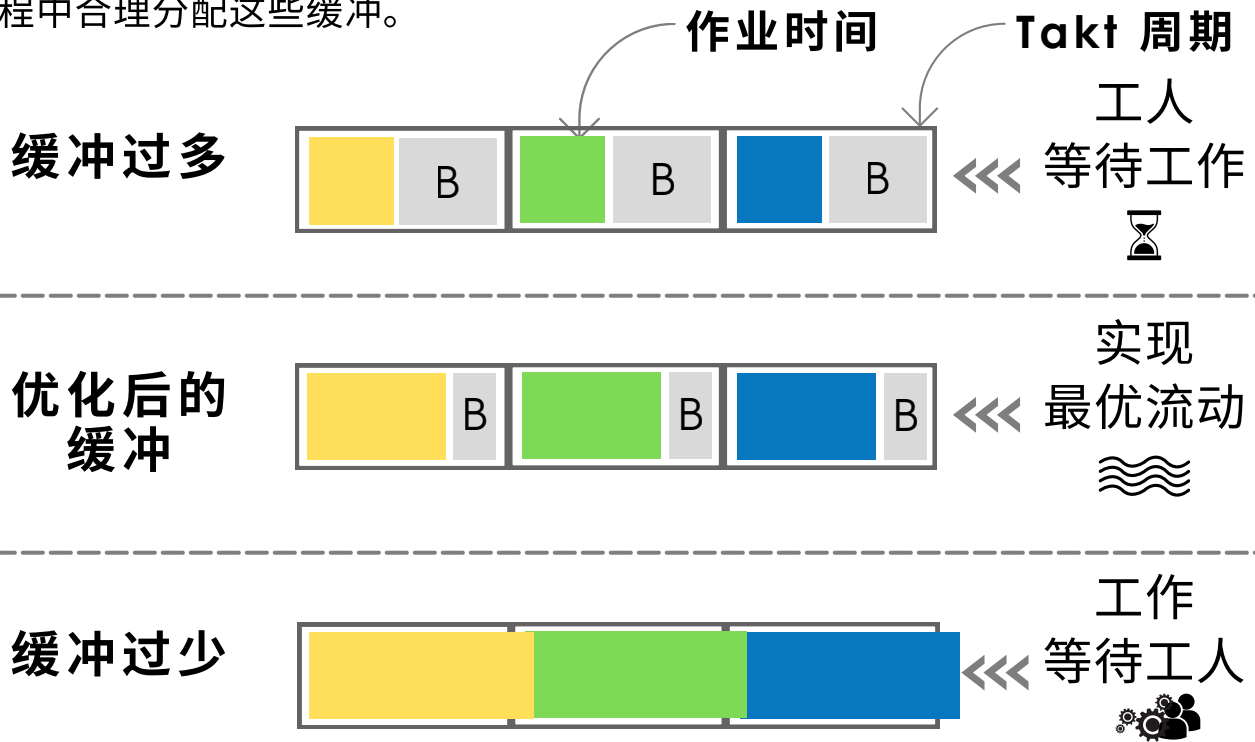 程中合理分配这些缓冲。
作业时间
Takt 周期
缓冲过多
B
B
B
工人
等待工作
优化后的
缓冲
B
B
B
实现
最优流动
缓冲过少
工作
等待工人